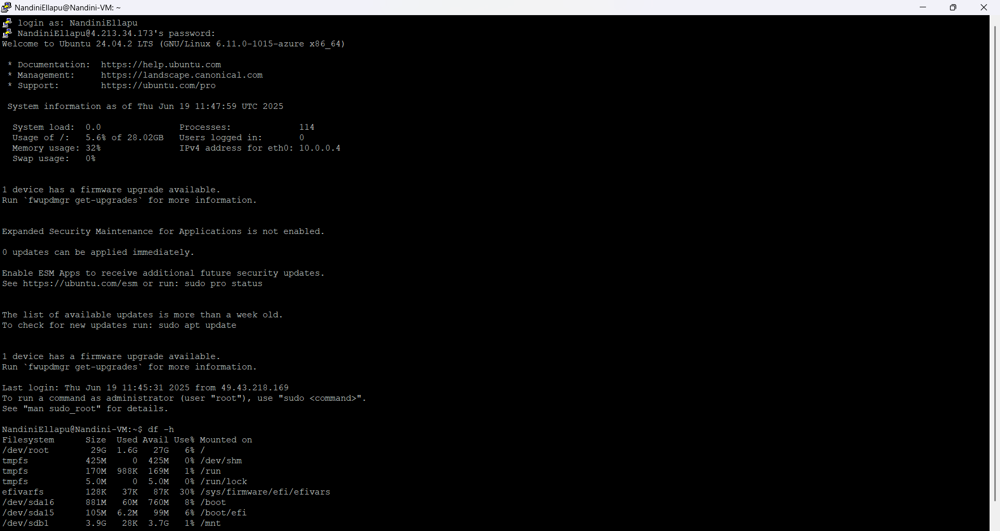 NandiniEllapu@Nandini-VM: ~
login as: NandiniEllapu
NandiniEllapu@4.213.34.173's password:
Welcome to Ubuntu 24.04.2 LTS (GNU/Linux 6.11.0-1015-azure x86_64)
* Documentation:  https://help.ubuntu.com
* Management:     https://landscape.canonical.com
* Support:        https://ubuntu.com/pro
System information as of Thu Jun 19 11:47:59 UTC 2025
System load:  0.0               Processes:             114
Usage of /:   5.6% of 28.02GB   Users logged in:       0
Memory usage: 32%               IPv4 address for eth0: 10.0.0.4
Swap usage:   0%
1 device has a firmware upgrade available.
Run `fwupdmgr get-upgrades` for more information.
Expanded Security Maintenance for Applications is not enabled.
0 updates can be applied immediately.
Enable ESM Apps to receive additional future security updates.
See https://ubuntu.com/esm or run: sudo pro status
The list of available updates is more than a week old.
To check for new updates run: sudo apt update
1 device has a firmware upgrade available.
Run `fwupdmgr get-upgrades` for more information.
Last login: Thu Jun 19 11:45:31 2025 from 49.43.218.169
To run a command as administrator (user "root"), use "sudo <command>".
See "man sudo_root" for details.
NandiniEllapu@Nandini-VM:~$ df -h
Filesystem      Size  Used Avail Use% Mounted on
/dev/root        29G  1.6G   27G   6% /
tmpfs           425M     0  425M   0% /dev/shm
tmpfs           170M  988K  169M   1% /run
tmpfs           5.0M     0  5.0M   0% /run/lock
efivarfs        128K   37K   87K  30% /sys/firmware/efi/efivars
/dev/sda16      881M   60M  760M   8% /boot
/dev/sda15      105M  6.2M   99M   6% /boot/efi
/dev/sdb1       3.9G   28K  3.7G   1% /mnt